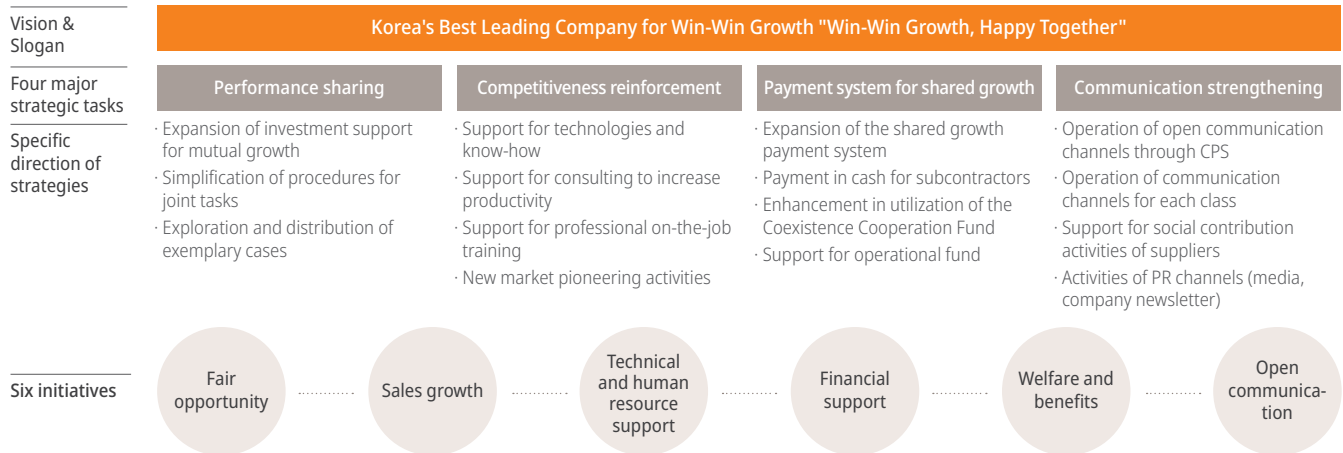 Vision &
Slogan
Korea's Best Leading Company for Win-Win Growth "Win-Win Growth, Happy Together"
Four major
strategic tasks
Performance sharing
Competitiveness reinforcement
Payment system for shared growth
Communication strengthening
Specific
direction of
strategies
· Expansion of investment support
for mutual growth
· Simplification of procedures for
joint tasks
· Exploration and distribution of
exemplary cases
· Support for technologies and
know-how
· Support for consulting to increase
productivity
· Support for professional on-the-job
training
· New market pioneering activities
· Expansion of the shared growth
payment system
· Payment in cash for subcontractors
· Enhancement in utilization of the
Coexistence Cooperation Fund
· Support for operational fund
· Operation of open communication
channels through CPS
· Operation of communication
channels for each class
· Support for social contribution
activities of suppliers
· Activities of PR channels (media,
company newsletter)
Six initiatives
Fair
opportunity
Sales growth
Technical
and human
resource
support
Financial
support
Welfare and
benefits
Open
communica-
tion